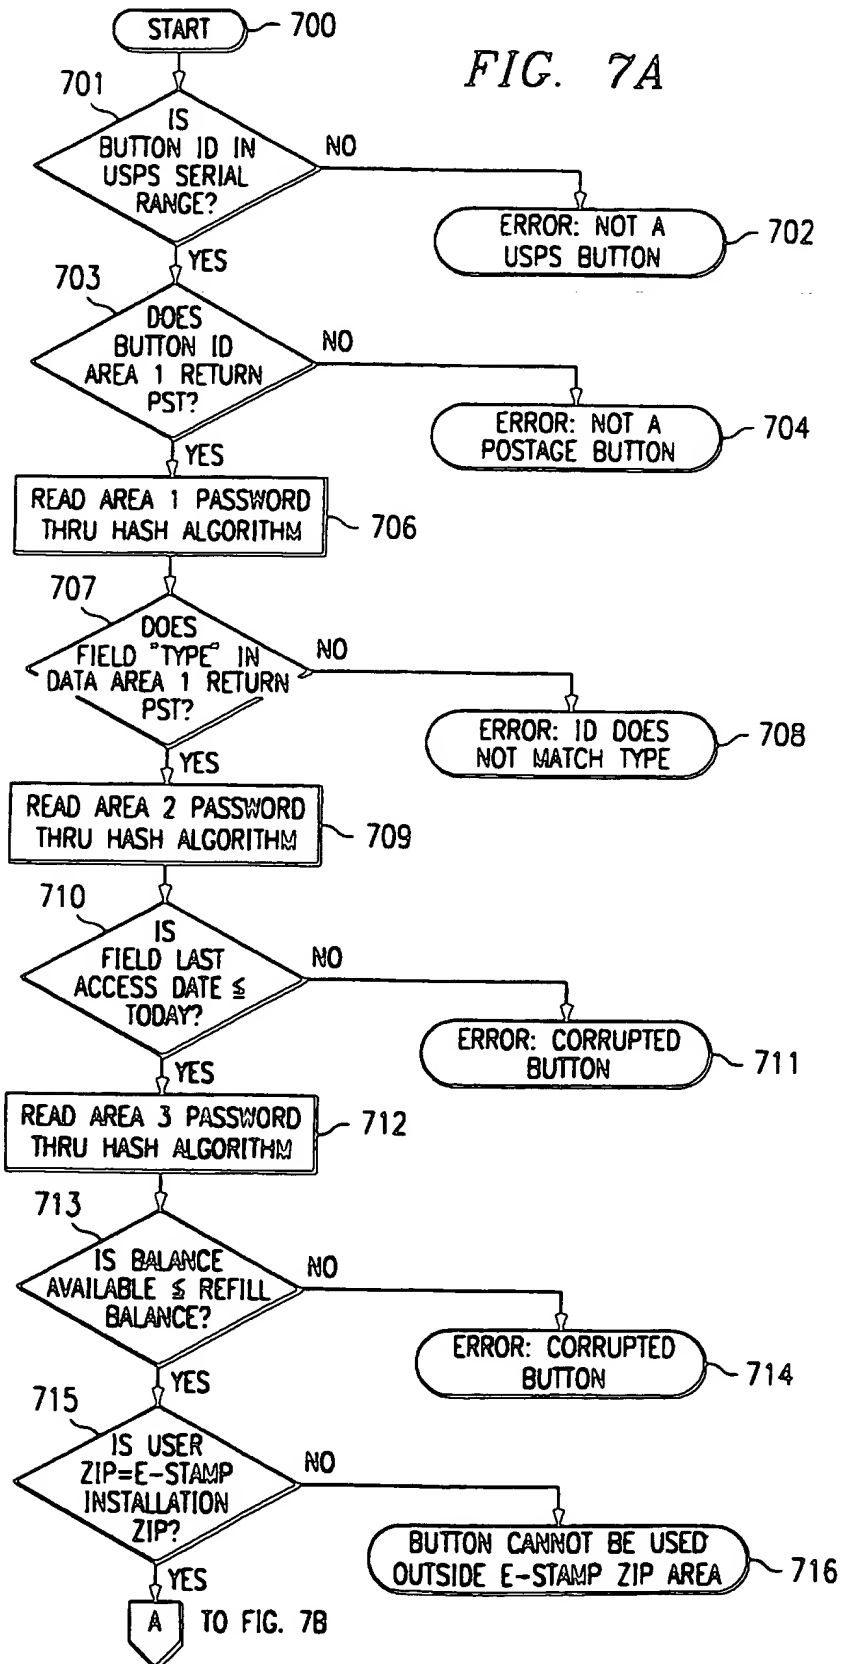 START
700
FIG. 7A
701
IS
BUTTON ID IN
USPS SERIAL
RANGE?
NO
ERROR: NOT A
USPS BUTTON
702
YES
703
DOES
BUTTON ID
AREA 1 RETURN
PST?
NO
ERROR: NOT A
POSTAGE BUTTON
704
YES
READ AREA 1 PASSWORD
THRU HASH ALGORITHM
706
707
DOES
FIELD "TYPE" IN
DATA AREA 1 RETURN
PST?
NO
ERROR: ID DOES
NOT MATCH TYPE
708
YES
READ AREA 2 PASSWORD
THRU HASH ALGORITHM
709
710
IS
FIELD LAST
ACCESS DATE ≤
TODAY?
NO
ERROR: CORRUPTED
BUTTON
711
YES
READ AREA 3 PASSWORD
THRU HASH ALGORITHM
712
713
IS BALANCE
AVAILABLE ≤ REFILL
BALANCE?
NO
ERROR: CORRUPTED
BUTTON
714
YES
715
IS USER
ZIP=E-STAMP
INSTALLATION
ZIP?
NO
BUTTON CANNOT BE USED
OUTSIDE E-STAMP ZIP AREA
716
YES
A
TO FIG. 7B